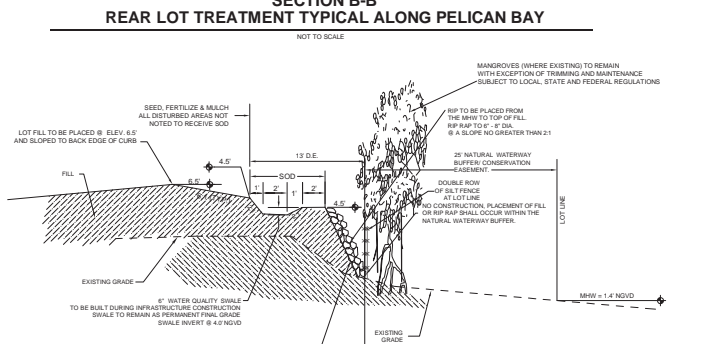 SECTION B-B
REAR LOT TREATMENT TYPICAL ALONG PELICAN BAY
NOT TO SCALE
MANGROVES (WHERE EXISTING) TO REMAIN
WITH EXCEPTION OF TRIMMING AND MAINTENANCE
SUBJECT TO LOCAL, STATE AND FEDERAL REGULATIONS
SEED, FERTILIZE & MULCH
ALL DISTURBED AREAS NOT
NOTED TO RECEIVE SOD
RIP TO BE PLACED FROM
THE MHW TO TOP OF FILL.
RIP RAP TO 6" - 8" DIA.
@ A SLOPE NO GREATER THAN 2:1
LOT FILL TO BE PLACED @ ELEV. 6.5'
AND SLOPED TO BACK EDGE OF CURB
13' D.E.
25' NATURAL WATERWAY
BUFFER/ CONSERVATION
EASEMENT.
4.5'
SOD
FILL
6.5'
1'
2'
1'
2'
DOUBLE ROW
OF SILT FENCE
AT LOT LINE
4.5'
NO CONSTRUCTION, PLACEMENT OF FILL
OR RIP RAP SHALL OCCUR WITHIN THE
NATURAL WATERWAY BUFFER.
LOT LINE
EXISTING GRADE
6" WATER QUALITY SWALE
TO BE BUILT DURING INFRASTRUCTURE CONSTRUCTION
SWALE TO REMAIN AS PERMANENT FINAL GRADE
SWALE INVERT @ 4.0' NGVD
MHW = 1.4' NGVD
EXISTING
GRADE